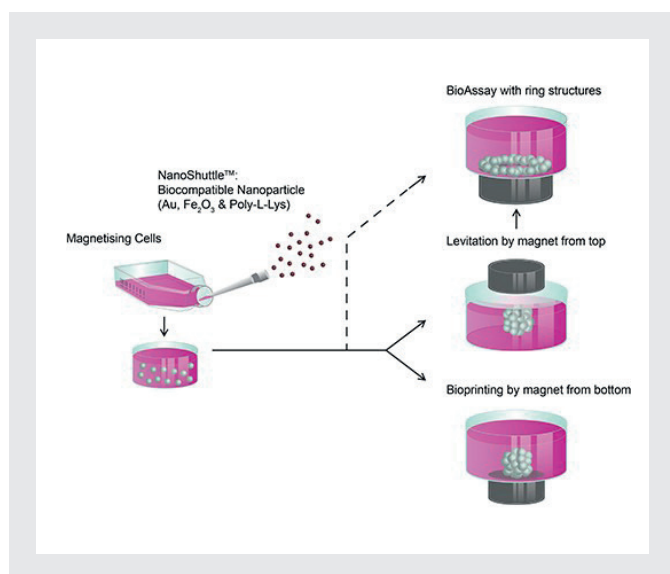 BioAssay with ring structures
NanoShuttle™:
Biocompatible Nanoparticle
(Au, Fe₂O₃ & Poly-L-Lys)
Magnetising Cells
Levitation by magnet from top
Bioprinting by magnet from bottom